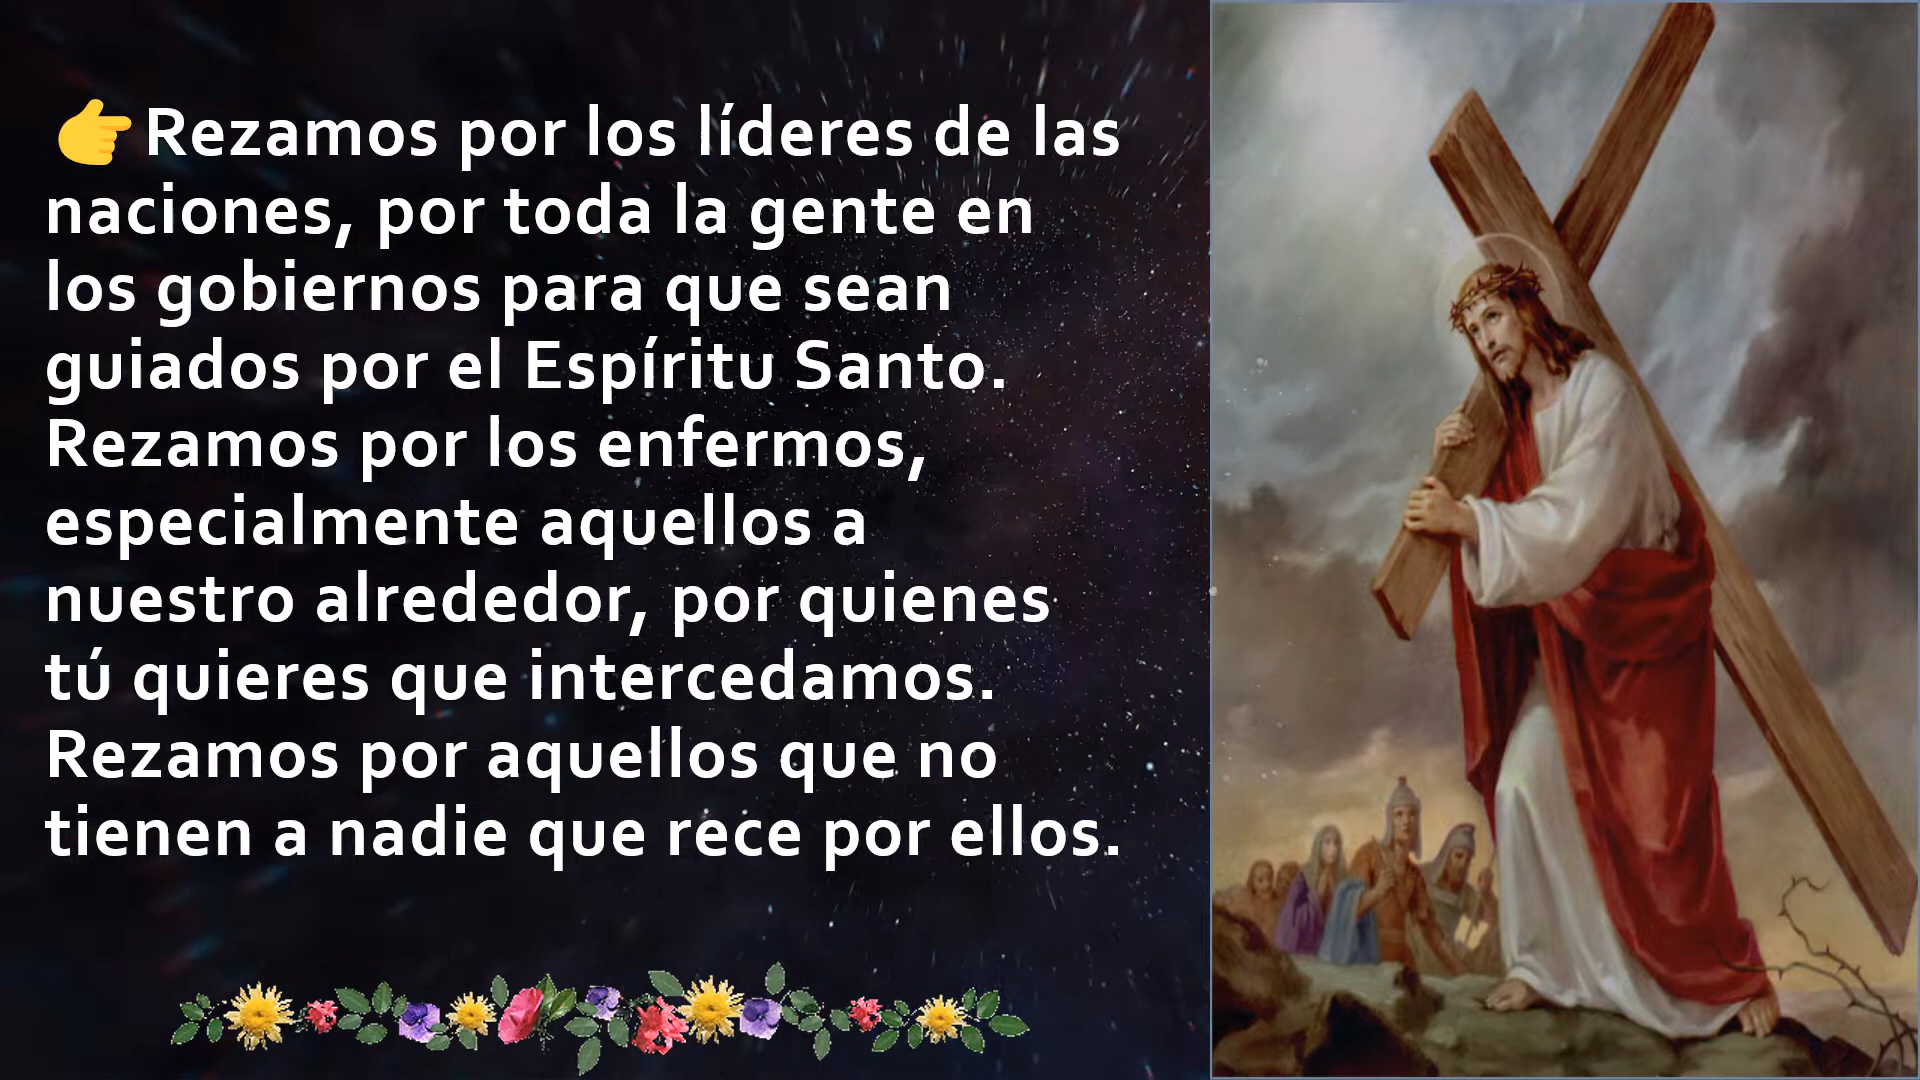 👉Rezamos por los líderes de las
naciones, por toda la gente en
los gobiernos para que sean
guiados por el Espíritu Santo.
Rezamos por los enfermos,
especialmente aquellos a
nuestro alrededor, por quienes
tú quieres que intercedamos.
Rezamos por aquellos que no
tienen a nadie que rece por ellos.